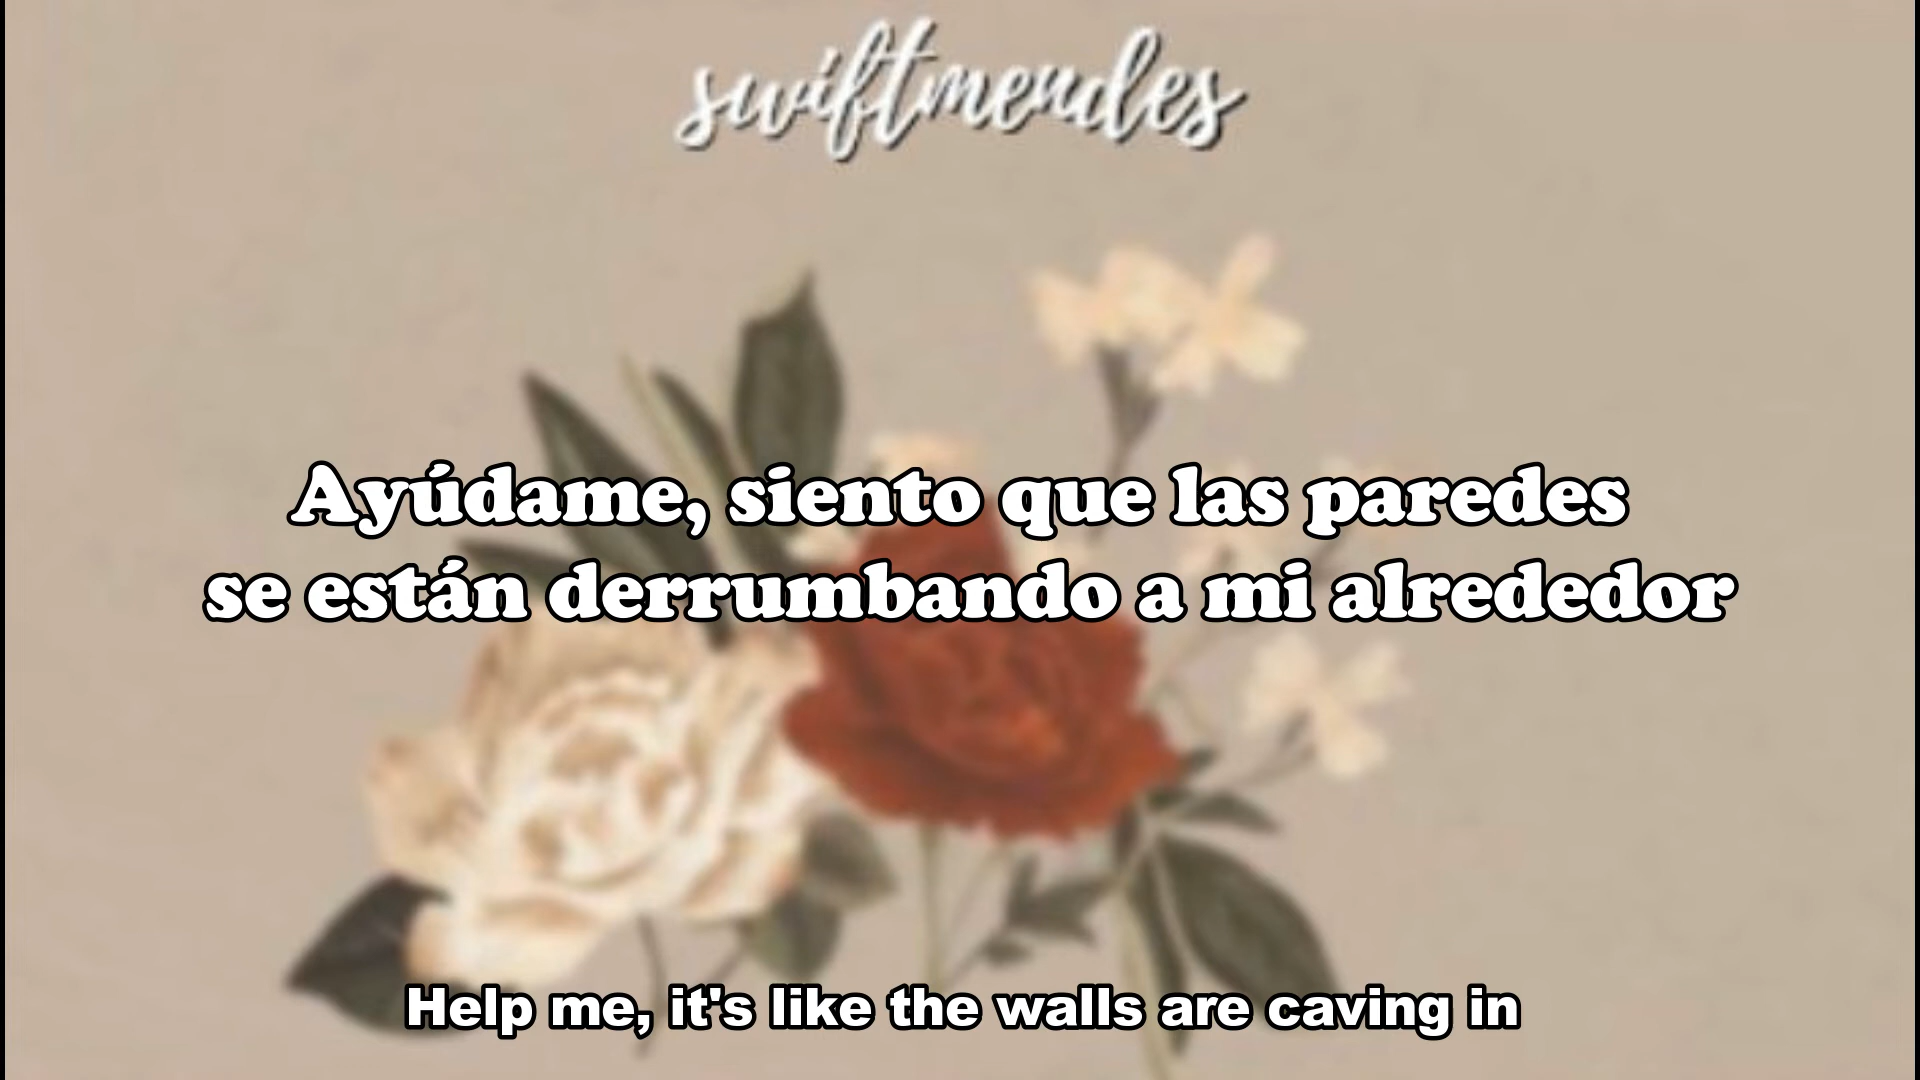 swiftmendes
Ayúdame, siento que las paredes
se están derrumbando a mi alrededor
Help me, it's like the walls are caving in